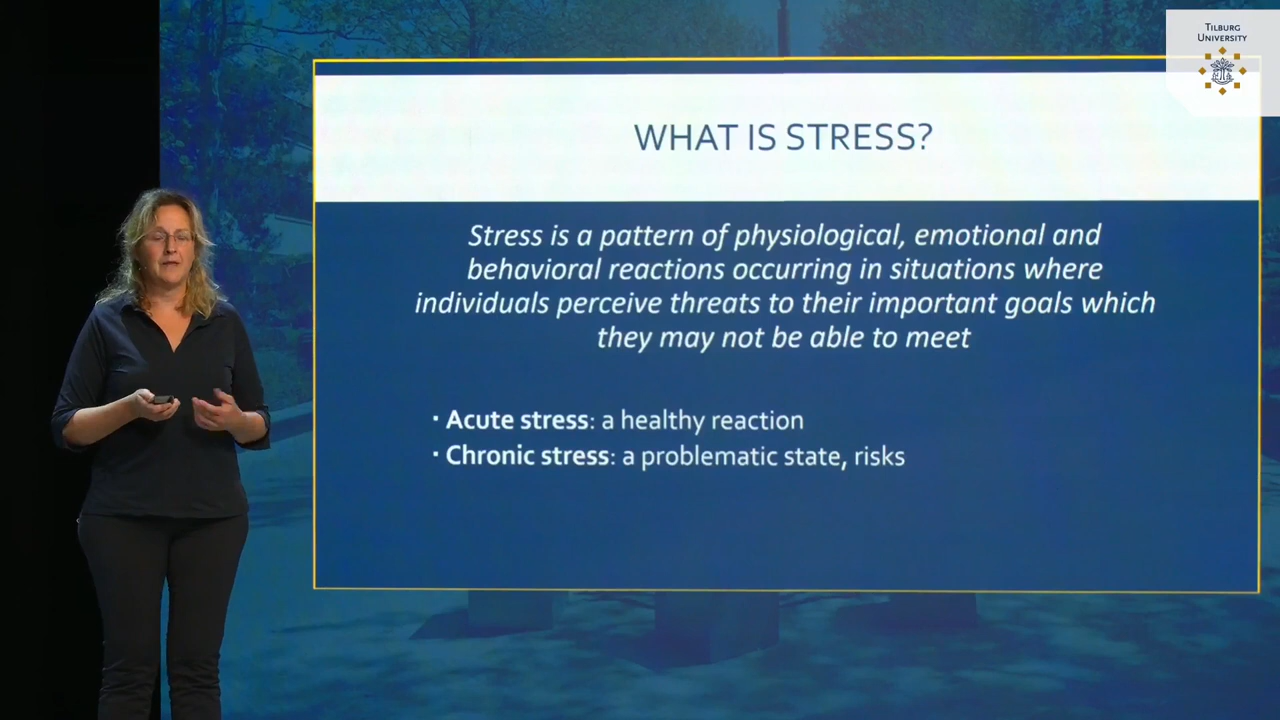 TILBURG
UNIVERSITY
WHAT IS STRESS?
Stress is a pattern of physiological, emotional and
behavioral reactions occurring in situations where
individuals perceive threats to their important goals which
they may not be able to meet
· Acute stress: a healthy reaction
· Chronic stress: a problematic state, risks